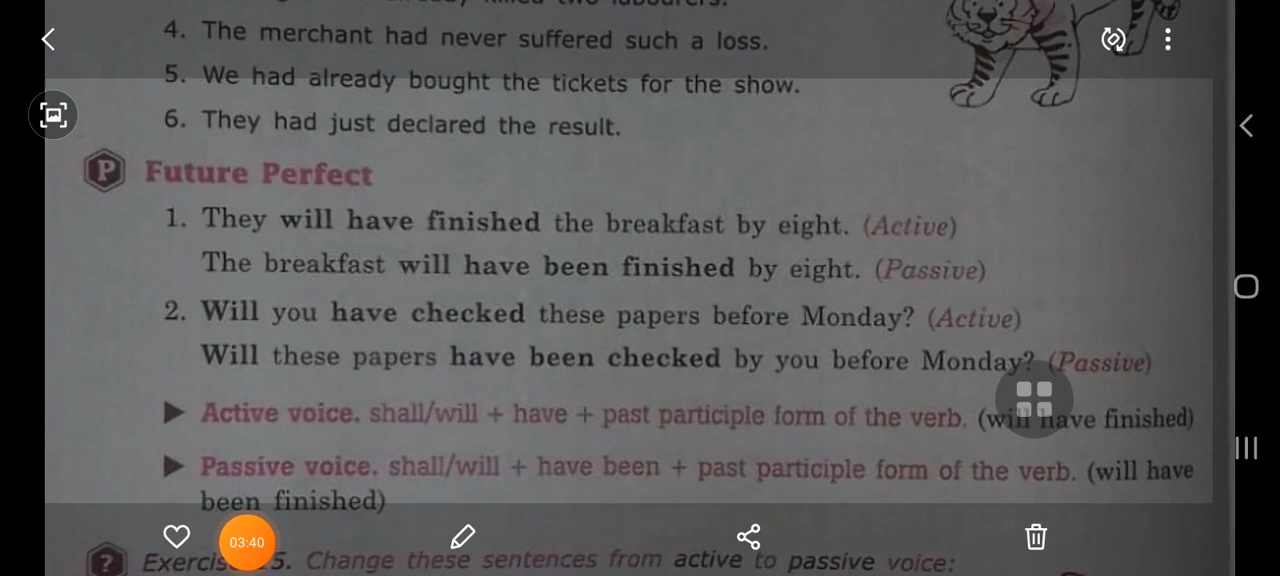 4. The merchant had never suffered such a loss.
5. We had already bought the tickets for the show.
6. They had just declared the result.
P Future Perfect
1. They will have finished the breakfast by eight. (Active)
The breakfast will have been finished by eight. (Passive)
2. Will you have checked these papers before Monday? (Active)
Will these papers have been checked by you before Monday? (Passive)
▶ Active voice. shall/will + have + past participle form of the verb. (will have finished)
▶ Passive voice. shall/will + have been + past participle form of the verb. (will have
been finished)
03:40
? 5. Change these sentences from active to passive voice: